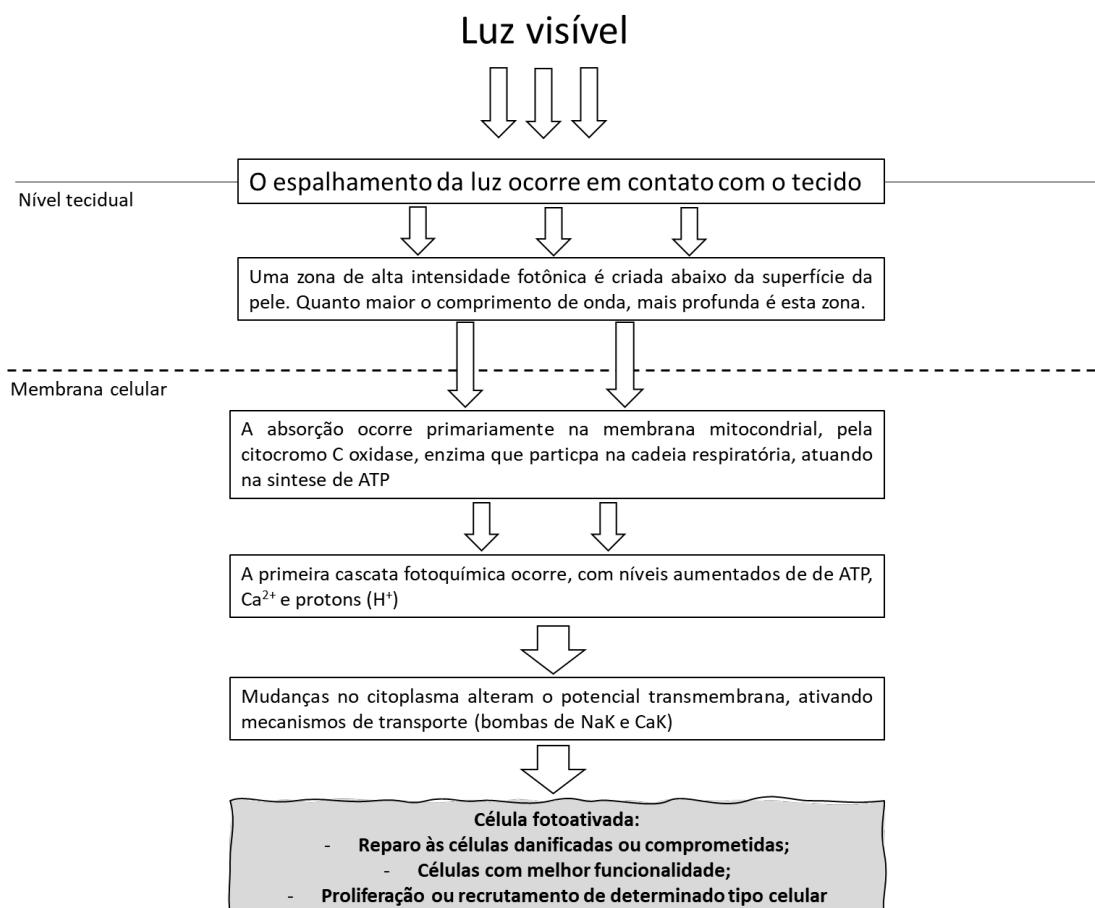 Luz visível
O espalhamento da luz ocorre em contato com o tecido
Nível tecidual
Uma zona de alta intensidade fotônica é criada abaixo da superfície da
pele. Quanto maior o comprimento de onda, mais profunda é esta zona.
Membrana celular
A absorção ocorre primariamente na membrana mitocondrial, pela
citocromo C oxidase, enzima que particpa na cadeia respiratória, atuando
na sintese de ATP
A primeira cascata fotoquímica ocorre, com níveis aumentados de de ATP,
Ca²⁺ e protons (H⁺)
Mudanças no citoplasma alteram o potencial transmembrana, ativando
mecanismos de transporte (bombas de NaK e CaK)
Célula fotoativada:
- Reparo às células danificadas ou comprometidas;
- Células com melhor funcionalidade;
- Proliferação ou recrutamento de determinado tipo celular